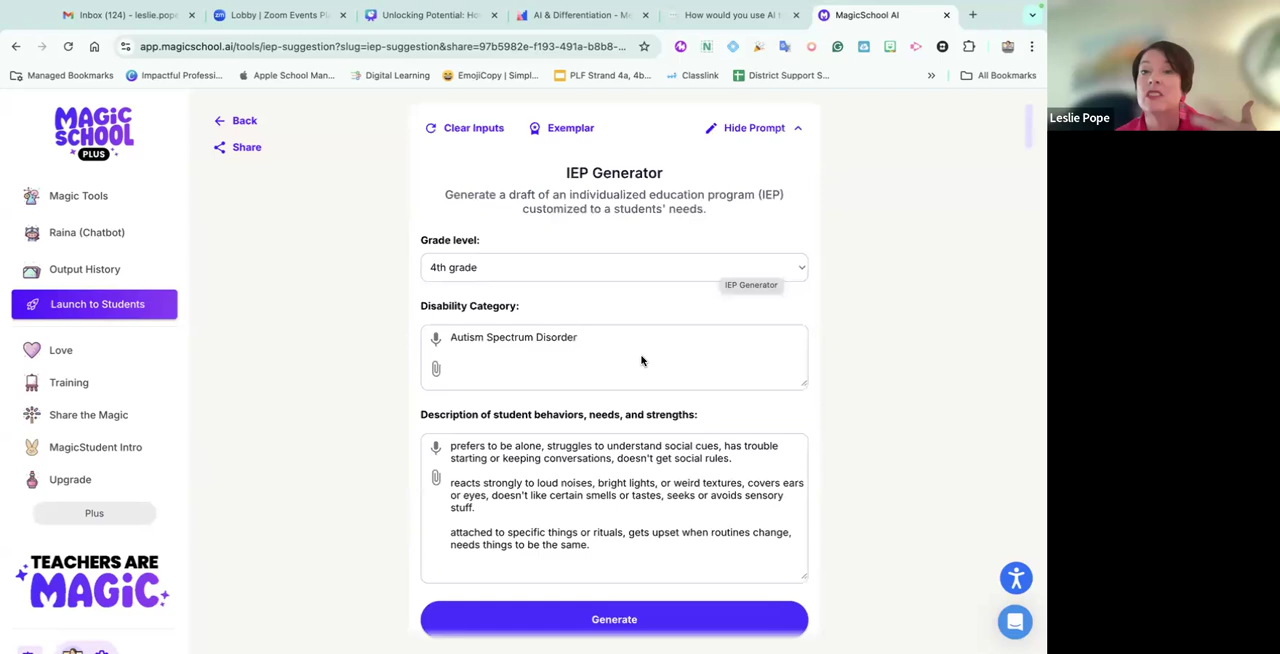 Inbox (124) – leslie.pope
Lobby | Zoom Events Pl
Unlocking Potential: Ho
AI & Differentiation - Me
How would you use AI t
MagicSchool AI
app.magicschool.ai/tools/iep-suggestion?slug=iep-suggestion&share=97b5982e-f193-491a-b8b8-...
Managed Bookmarks
Impactful Professi...
Apple School Man...
Digital Learning
EmojiCopy | Simpl...
PLF Strand 4a, 4b...
Classlink
District Support S...
All Bookmarks
MAGIC
SCHOOL
PLUS
Magic Tools
Raina (Chatbot)
Output History
Launch to Students
Love
Training
Share the Magic
MagicStudent Intro
Upgrade
Plus
TEACHERS ARE
MAGIC
Back
Share
Clear Inputs
Exemplar
Hide Prompt
IEP Generator
Generate a draft of an individualized education program (IEP)
customized to a students' needs.
Grade level:
4th grade
IEP Generator
Disability Category:
Autism Spectrum Disorder
Description of student behaviors, needs, and strengths:
prefers to be alone, struggles to understand social cues, has trouble
starting or keeping conversations, doesn't get social rules.
reacts strongly to loud noises, bright lights, or weird textures, covers ears
or eyes, doesn't like certain smells or tastes, seeks or avoids sensory
stuff.
attached to specific things or rituals, gets upset when routines change,
needs things to be the same.
Generate
Leslie Pope